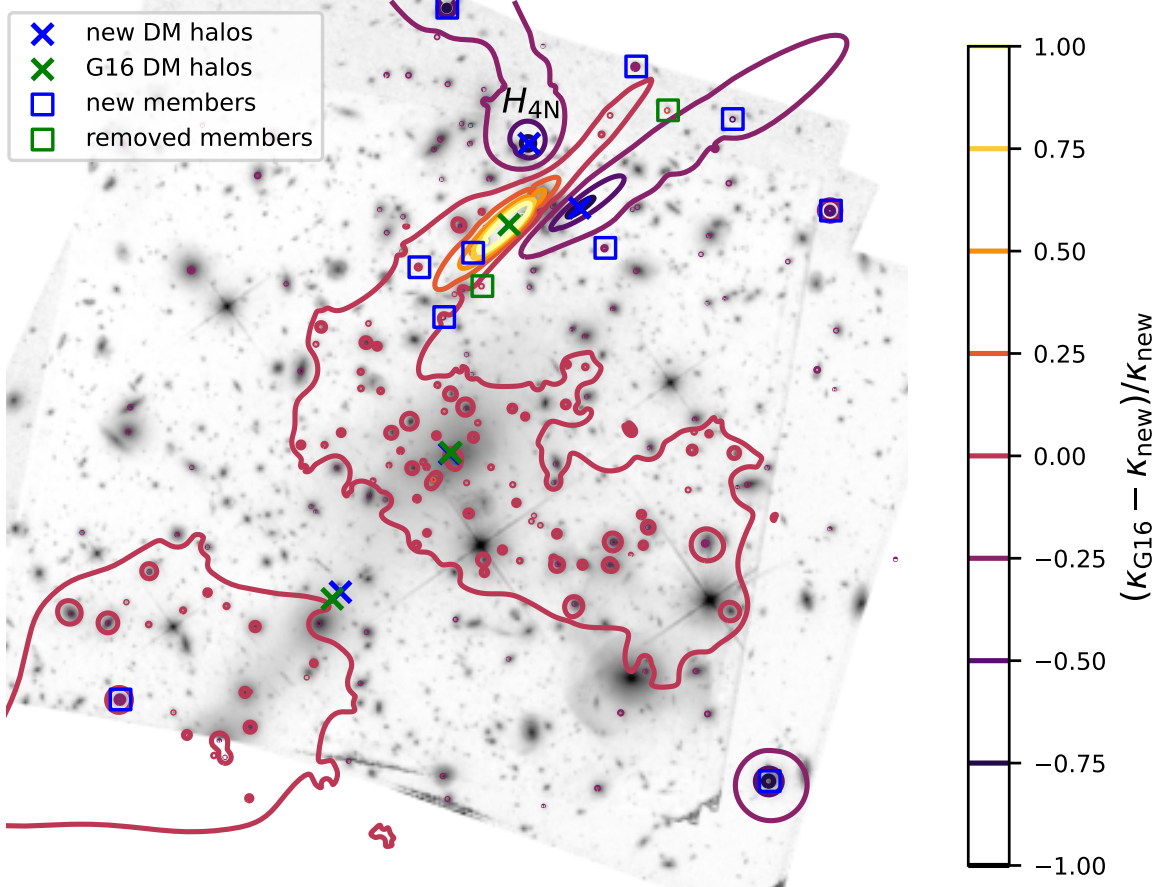 new DM halos
G16 DM halos
new members
removed members
H4N
1.00
0.75
0.50
0.25
0.00
−0.25
−0.50
−0.75
−1.00
(κG16 − κnew)/κnew